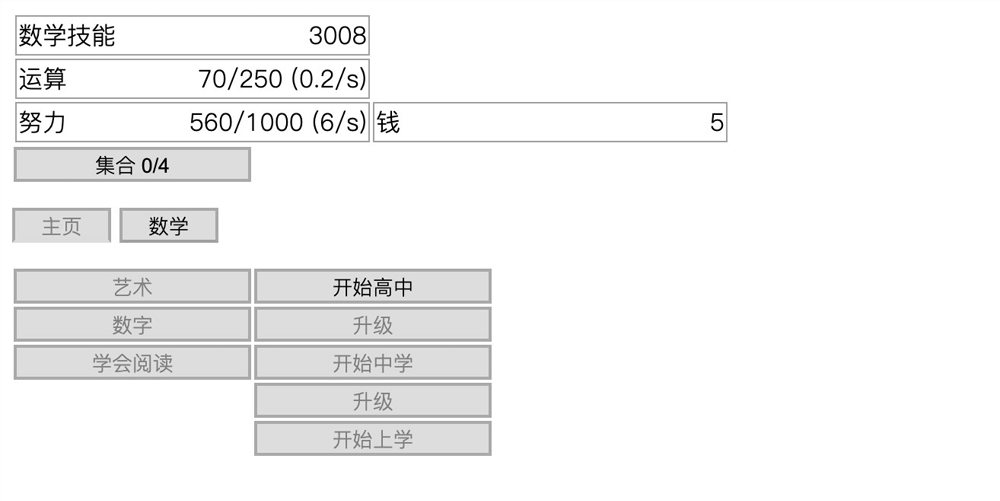 数学技能 3008
运算 70/250 (0.2/s)
努力 560/1000 (6/s) 钱 5
集合 0/4
主页 数学
艺术 开始高中
数字 升级
学会阅读 开始中学
升级
开始上学